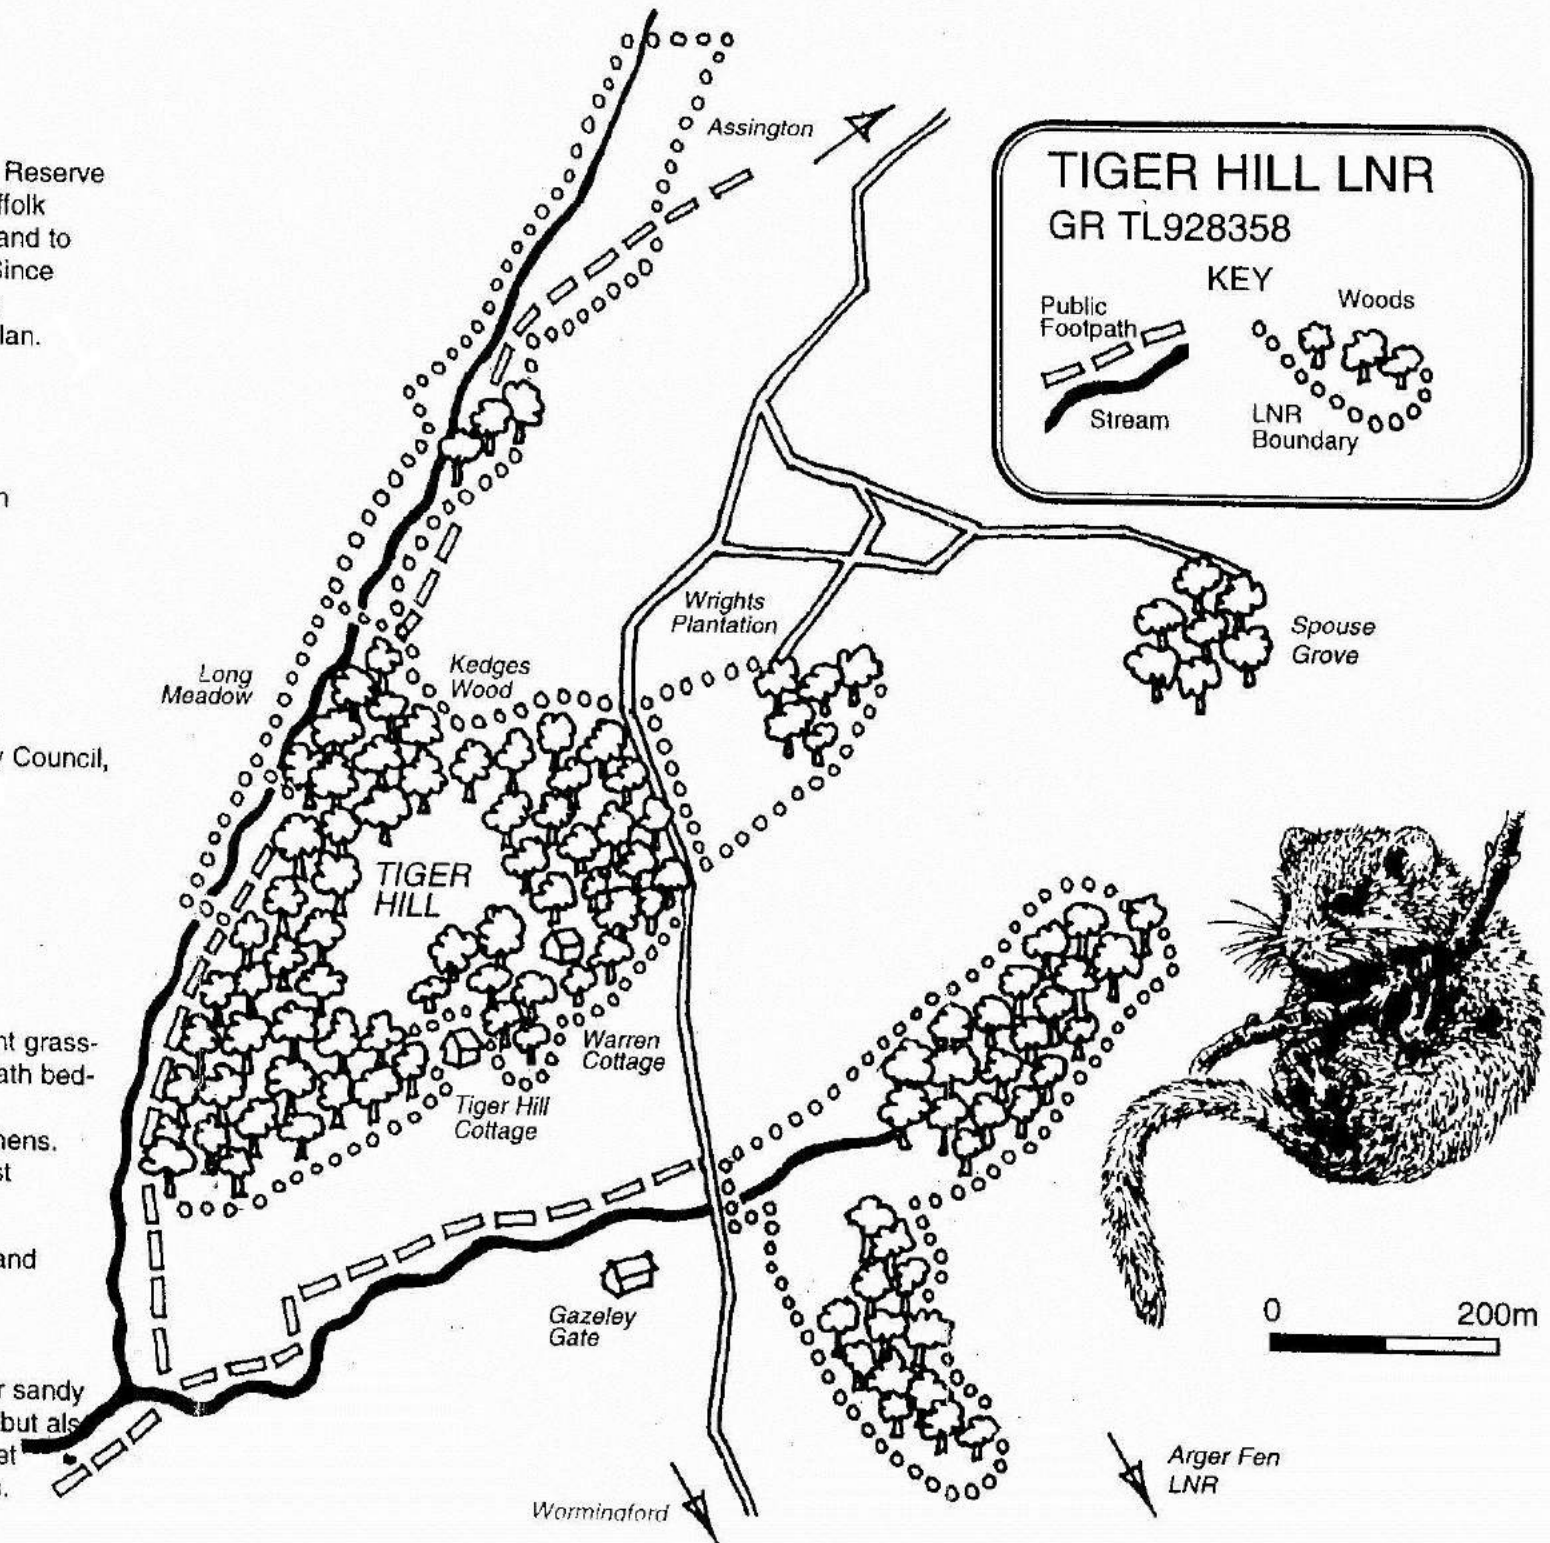 Reserve
ffolk
and to
Since
lan.
n
y Council,
nt grass-
ath bed-
nens.
st
and
r sandy
but als
et
.
Assington
TIGER HILL LNR
GR TL928358
KEY
Public
Footpath
Woods
Stream
LNR
Boundary
Wrights
Plantation
Spouse
Grove
Long
Meadow
Kedges
Wood
TIGER
HILL
Warren
Cottage
Tiger Hill
Cottage
Gazeley
Gate
0 200m
Arger Fen
LNR
Wormingford